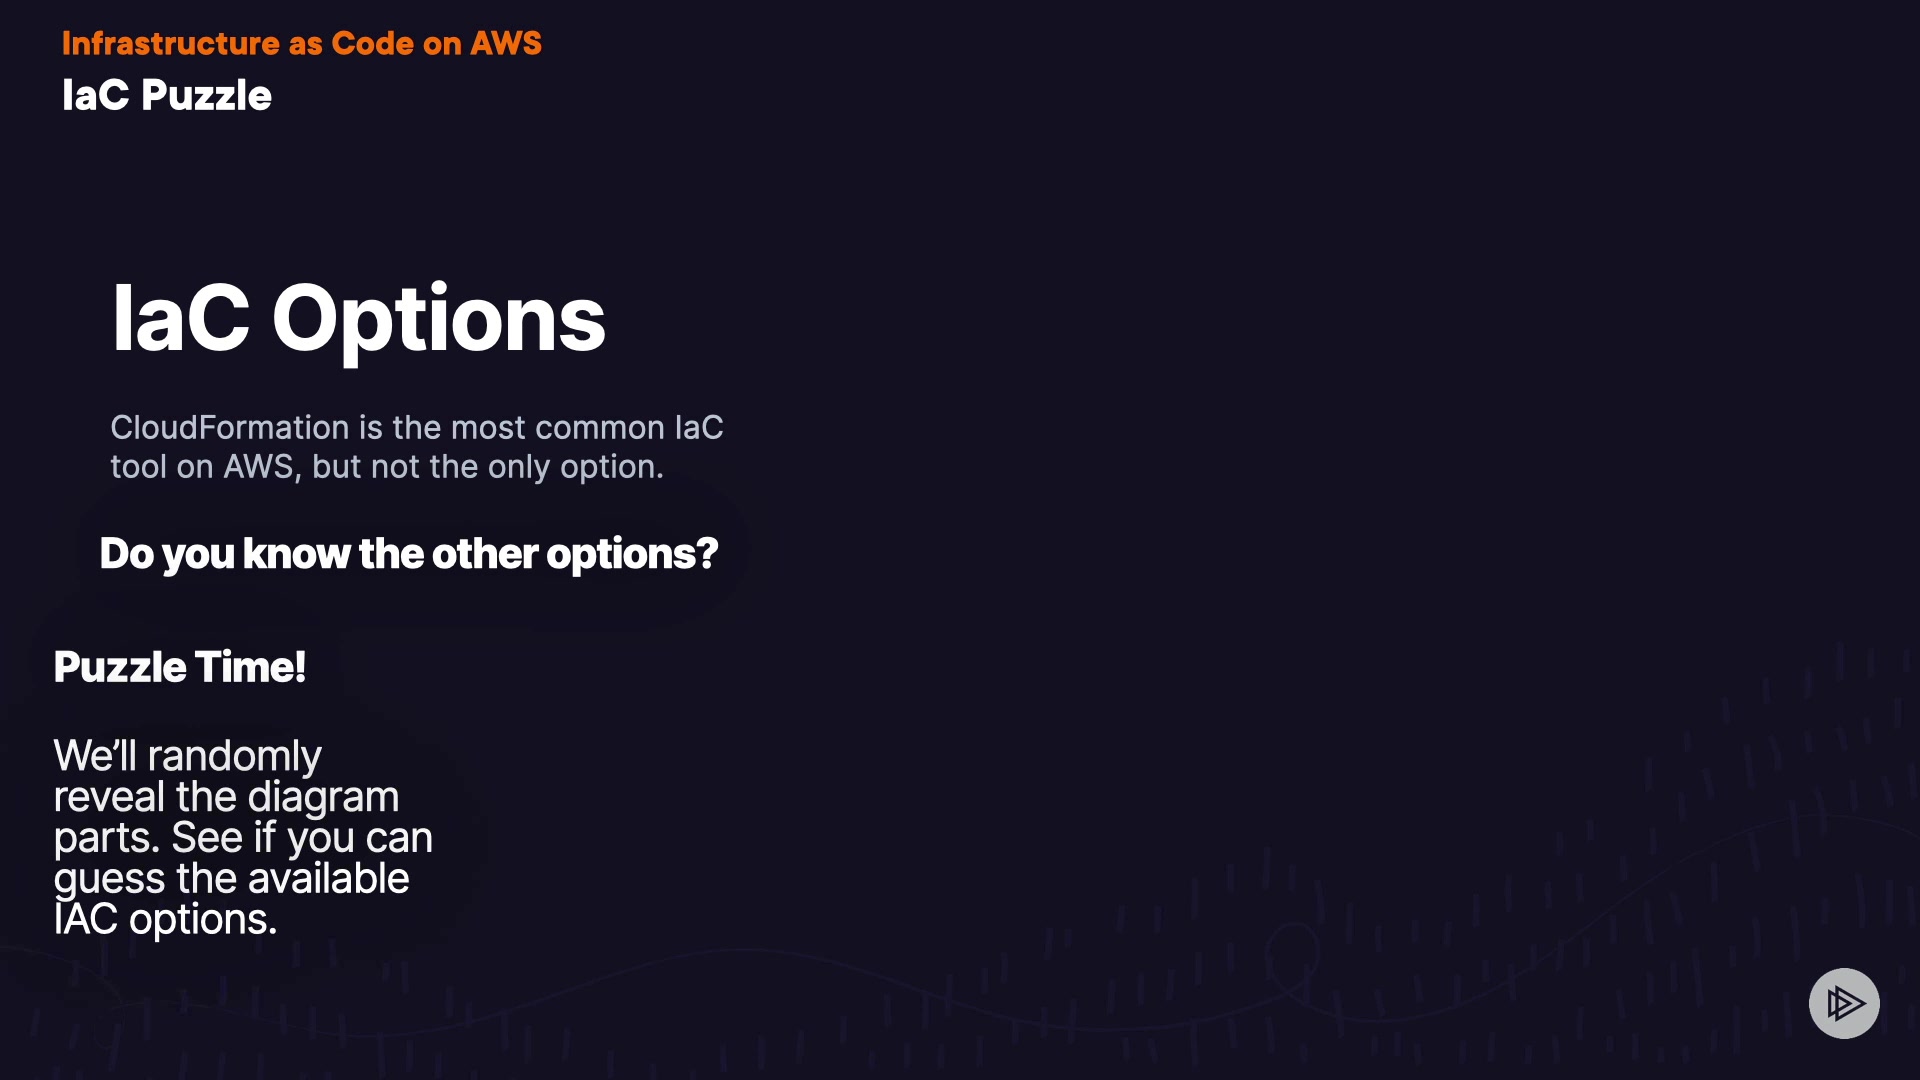 Infrastructure as Code on AWS
IaC Puzzle
IaC Options
CloudFormation is the most common IaC
tool on AWS, but not the only option.
Do you know the other options?
Puzzle Time!
We’ll randomly
reveal the diagram
parts. See if you can
guess the available
IAC options.